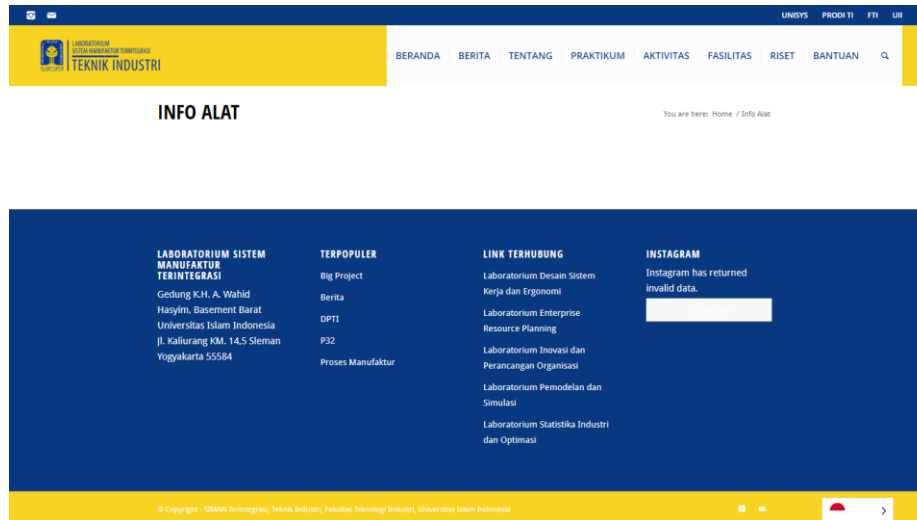 UNISYS PRODI TI FTI UII
LABORATORIUM
SISTEM MANUFAKTUR TERINTEGRASI
TEKNIK INDUSTRI
BERANDA BERITA TENTANG PRAKTIKUM AKTIVITAS FASILITAS RISET BANTUAN
INFO ALAT
You are here: Home / Info Alat
LABORATORIUM SISTEM
MANUFAKTUR
TERINTEGRASI
Gedung K.H. A. Wahid
Hasyim, Basement Barat
Universitas Islam Indonesia
Jl. Kaliurang KM. 14,5 Sleman
Yogyakarta 55584
TERPOPULER
Big Project
Berita
DPTI
P32
Proses Manufaktur
LINK TERHUBUNG
Laboratorium Desain Sistem
Kerja dan Ergonomi
Laboratorium Enterprise
Resource Planning
Laboratorium Inovasi dan
Perancangan Organisasi
Laboratorium Pemodelan dan
Simulasi
Laboratorium Statistika Industri
dan Optimasi
INSTAGRAM
Instagram has returned
invalid data.
© Copyright - SIMAN Terintegrasi, Teknik Industri, Fakultas Teknologi Industri, Universitas Islam Indonesia